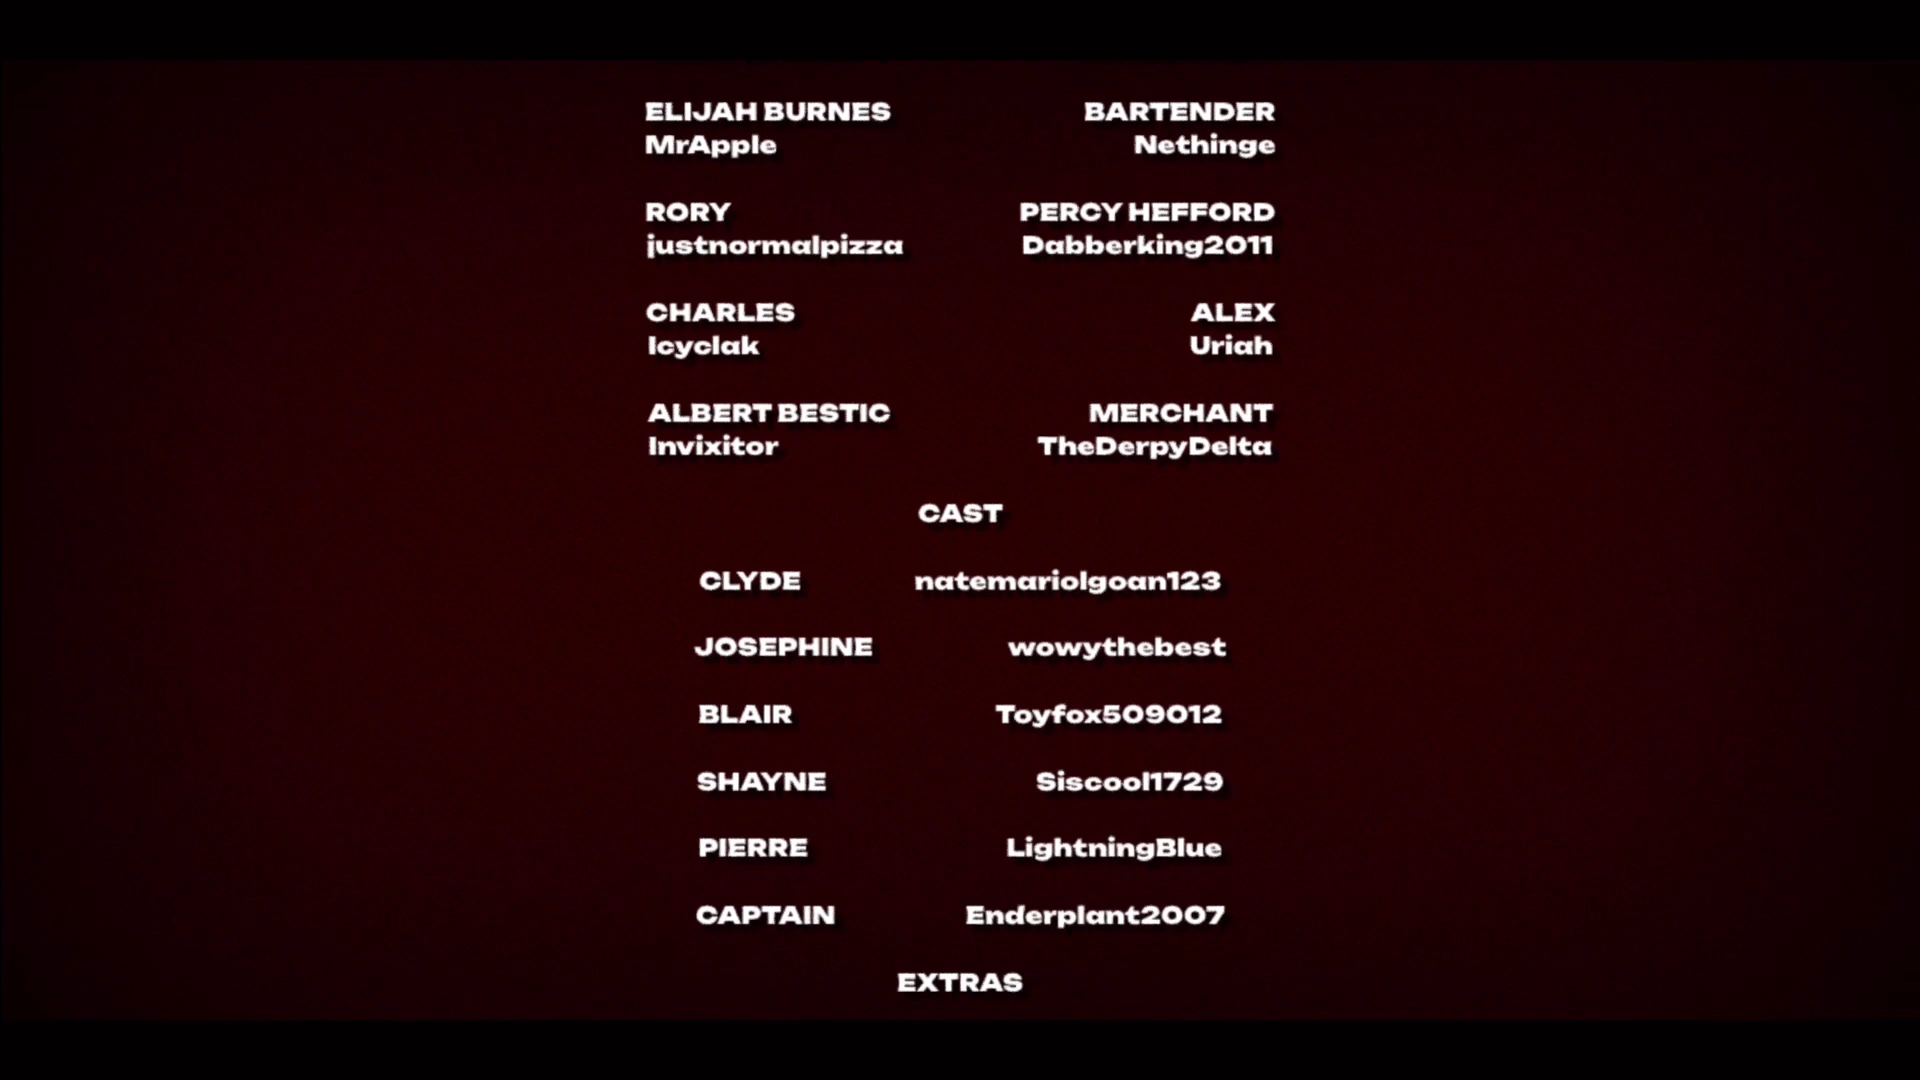 ELIJAH BURNES BARTENDER
MrApple Nethinge
RORY PERCY HEFFORD
justnormalpizza Dabberking2011
CHARLES ALEX
Icyclak Uriah
ALBERT BESTIC MERCHANT
Invixitor TheDerpyDelta
CAST
CLYDE natemariolgoan123
JOSEPHINE wowythebest
BLAIR Toyfox509012
SHAYNE Siscool1729
PIERRE LightningBlue
CAPTAIN Enderplant2007
EXTRAS